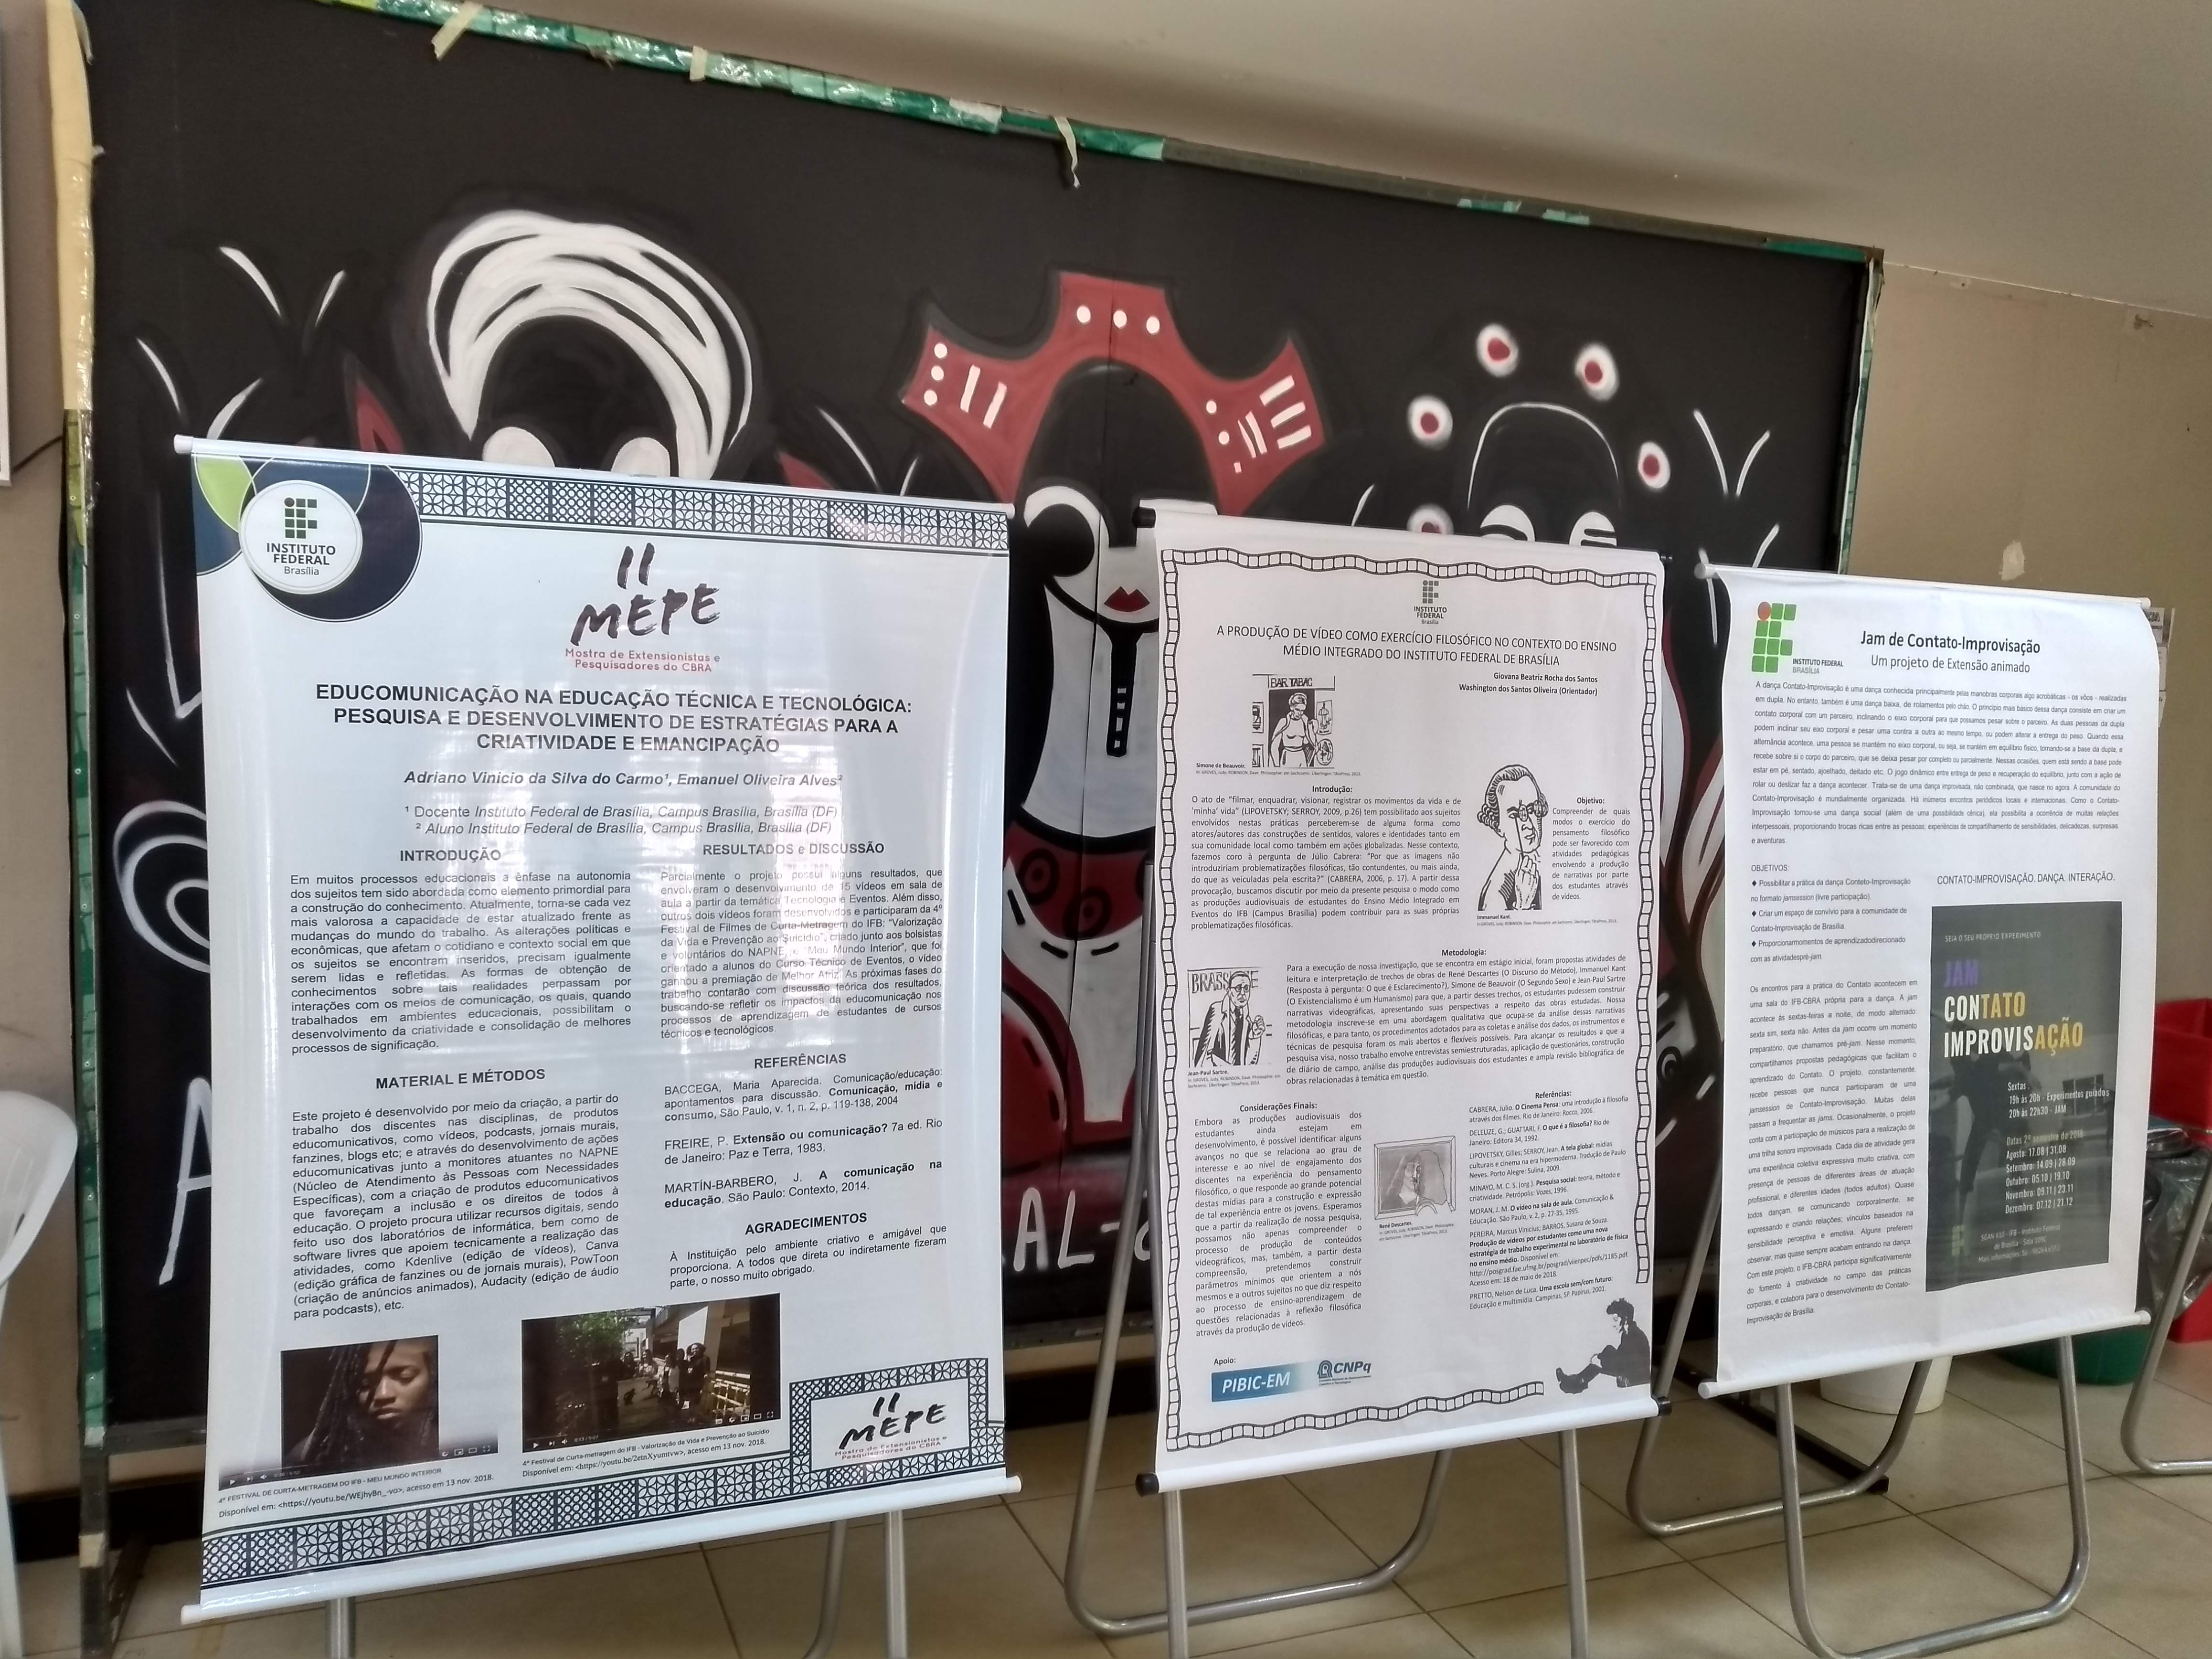 INSTITUTO
FEDERAL
Brasília
II
MEPE
Mostra de Extensionistas e
Pesquisadores do CBRA
EDUCOMUNICAÇÃO NA EDUCAÇÃO TÉCNICA E TECNOLÓGICA:
PESQUISA E DESENVOLVIMENTO DE ESTRATÉGIAS PARA A
CRIATIVIDADE E EMANCIPAÇÃO
Adriano Vinicio da Silva do Carmo¹, Emanuel Oliveira Alves²
¹ Docente Instituto Federal de Brasília, Campus Brasília, Brasília (DF)
² Aluno Instituto Federal de Brasília, Campus Brasília, Brasília (DF)
INTRODUÇÃO
Em muitos processos educacionais a ênfase na autonomia
dos sujeitos tem sido abordada como elemento primordial para
a construção do conhecimento. Atualmente, torna-se cada vez
mais valorosa a capacidade de estar atualizado frente as
mudanças do mundo do trabalho. As alterações políticas e
econômicas, que afetam o cotidiano e contexto social em que
os sujeitos se encontram inseridos, precisam igualmente
serem lidas e refletidas. As formas de obtenção de
conhecimentos sobre tais realidades perpassam por
interações com os meios de comunicação, os quais, quando
trabalhados em ambientes educacionais, possibilitam o
desenvolvimento da criatividade e consolidação de melhores
processos de significação.
MATERIAL E MÉTODOS
Este projeto é desenvolvido por meio da criação, a partir do
trabalho dos discentes nas disciplinas, de produtos
educomunicativos, como vídeos, podcasts, jornais murais,
fanzines, blogs etc; e através do desenvolvimento de ações
educomunicativas junto a monitores atuantes no NAPNE
(Núcleo de Atendimento às Pessoas com Necessidades
Específicas), com a criação de produtos educomunicativos
que favoreçam a inclusão e os direitos de todos à
educação. O projeto procura utilizar recursos digitais, sendo
feito uso dos laboratórios de informática, bem como de
software livres que apoiem tecnicamente a realização das
atividades, como Kdenlive (edição de vídeos), Canva
(edição gráfica de fanzines ou de jornais murais), PowToon
(criação de anúncios animados), Audacity (edição de áudio
para podcasts), etc.
RESULTADOS e DISCUSSÃO
Parcialmente o projeto possui alguns resultados, que
envolveram o desenvolvimento de 15 vídeos em sala de
aula a partir da temática Tecnologia e Eventos. Além disso,
outros dois vídeos foram desenvolvidos e participaram da 4º
Festival de Filmes de Curta-Metragem do IFB: "Valorização
da Vida e Prevenção ao Suicídio", criado junto aos bolsistas
e voluntários do NAPNE e "Meu Mundo Interior", que foi
orientado a alunos do Curso Técnico de Eventos, o vídeo
ganhou a premiação de Melhor Atriz. As próximas fases do
trabalho contarão com discussão teórica dos resultados,
buscando-se refletir os impactos da educomunicação nos
processos de aprendizagem de estudantes de cursos
técnicos e tecnológicos.
REFERÊNCIAS
BACCEGA, Maria Aparecida. Comunicação/educação:
apontamentos para discussão. Comunicação, mídia e
consumo, São Paulo, v. 1, n. 2, p. 119-138, 2004
FREIRE, P. Extensão ou comunicação? 7a ed. Rio
de Janeiro: Paz e Terra, 1983.
MARTÍN-BARBERO, J. A comunicação na
educação. São Paulo: Contexto, 2014.
AGRADECIMENTOS
À Instituição pelo ambiente criativo e amigável que
proporciona. A todos que direta ou indiretamente fizeram
parte, o nosso muito obrigado.
4º FESTIVAL DE CURTA-METRAGEM DO IFB - MEU MUNDO INTERIOR
Disponível em: <https://youtu.be/WEjhyBn_-vo>, acesso em 13 nov. 2018.
4º Festival de Curta-metragem do IFB - Valorização da Vida e Prevenção ao Suicídio
Disponível em: <https://youtu.be/2etnXyumtvw>, acesso em 13 nov. 2018.
II
MEPE
Mostra de Extensionistas e
Pesquisadores do CBRA
INSTITUTO
FEDERAL
Brasília
A PRODUÇÃO DE VÍDEO COMO EXERCÍCIO FILOSÓFICO NO CONTEXTO DO ENSINO
MÉDIO INTEGRADO DO INSTITUTO FEDERAL DE BRASÍLIA
Giovana Beatriz Rocha dos Santos
Washington dos Santos Oliveira (Orientador)
BAR TABAC
Simone de Beauvoir.
Introdução:
O ato de "filmar, enquadrar, visionar, registrar os movimentos da vida e de
'minha' vida" (LIPOVETSKY; SERROY, 2009, p.26) tem possibilitado aos sujeitos
envolvidos nestas práticas perceberem-se de alguma forma como
atores/autores das construções de sentidos, valores e identidades tanto em
sua comunidade local como também em ações globalizadas. Nesse contexto,
fazemos coro à pergunta de Júlio Cabrera: "Por que as imagens não
introduziriam problematizações filosóficas, tão contundentes, ou mais ainda,
do que as veiculadas pela escrita?" (CABRERA, 2006, p. 17). A partir dessa
provocação, buscamos discutir por meio da presente pesquisa o modo como
as produções audiovisuais de estudantes do Ensino Médio Integrado em
Eventos do IFB (Campus Brasília) podem contribuir para as suas próprias
problematizações filosóficas.
Immanuel Kant.
Objetivo:
Compreender de quais
modos o exercício do
pensamento filosófico
pode ser favorecido com
atividades pedagógicas
envolvendo a produção
de narrativas por parte
dos estudantes através
de vídeos.
Metodologia:
Para a execução de nossa investigação, que se encontra em estágio inicial, foram propostas atividades de
leitura e interpretação de trechos de obras de René Descartes (O Discurso do Método), Immanuel Kant
(Resposta à pergunta: O que é Esclarecimento?), Simone de Beauvoir (O Segundo Sexo) e Jean-Paul Sartre
(O Existencialismo é um Humanismo) para que, a partir desses trechos, os estudantes pudessem construir
narrativas videográficas, apresentando suas perspectivas a respeito das obras estudadas. Nossa
metodologia inscreve-se em uma abordagem qualitativa que ocupa-se da análise dessas narrativas
filosóficas, e para tanto, os procedimentos adotados para as coletas e análise dos dados, os instrumentos e
técnicas de pesquisa foram os mais abertos e flexíveis possíveis. Para alcançar os resultados a que a
pesquisa visa, nosso trabalho envolve entrevistas semiestruturadas, aplicação de questionários, construção
de diário de campo, análise das produções audiovisuais dos estudantes e ampla revisão bibliográfica de
obras relacionadas à temática em questão.
Jean-Paul Sartre.
Considerações Finais:
Embora as produções audiovisuais dos
estudantes ainda estejam em
desenvolvimento, é possível identificar alguns
avanços no que se relaciona ao grau de
interesse e ao nível de engajamento dos
discentes na experiência do pensamento
filosófico, o que responde ao grande potencial
destas mídias para a construção e expressão
de tal experiência entre os jovens. Esperamos
que a partir da realização de nossa pesquisa,
possamos não apenas compreender o
processo de produção de conteúdos
videográficos, mas, também, a partir desta
compreensão, pretendemos construir
parâmetros mínimos que orientem a nós
mesmos e a outros sujeitos no que diz respeito
ao processo de ensino-aprendizagem de
questões relacionadas à reflexão filosófica
através da produção de vídeos.
René Descartes.
Referências:
CABRERA, Julio. O Cinema Pensa: uma introdução à filosofia
através dos filmes. Rio de Janeiro: Rocco, 2006.
DELEUZE, G.; GUATTARI, F. O que é a filosofia? Rio de
Janeiro: Editora 34, 1992.
LIPOVETSKY, Gilles; SERROY, Jean. A tela global: mídias
culturais e cinema na era hipermoderna. Tradução de Paulo
Neves. Porto Alegre: Sulina, 2009.
MINAYO, M. C. S. (org.). Pesquisa social: teoria, método e
criatividade. Petrópolis: Vozes, 1996.
MORAN, J. M. O vídeo na sala de aula. Comunicação &
Educação. São Paulo, v. 2, p. 27-35, 1995.
PEREIRA, Marcus Vinicius; BARROS, Susana de Souza.
Produção de vídeos por estudantes como uma nova
estratégia de trabalho experimental no laboratório de física
no ensino médio. Disponível em
Acesso em: 18 de maio de 2018.
PRETTO, Nelson de Luca. Uma escola sem/com futuro:
Educação e multimídia. Campinas, SP. Papirus, 2001.
Apoio:
PIBIC-EM
CNPq
INSTITUTO FEDERAL
BRASÍLIA
Jam de Contato-Improvisação
Um projeto de Extensão animado
A dança Contato-Improvisação é uma dança conhecida principalmente pelas manobras corporais algo acrobáticas - os vôos - realizadas
em dupla. No entanto, também é uma dança baixa, de rolamentos pelo chão. O princípio mais básico dessa dança consiste em criar um
contato corporal com um parceiro, inclinando o eixo corporal para que possamos pesar sobre o parceiro. As duas pessoas da dupla
podem inclinar seu eixo corporal e pesar uma contra a outra ao mesmo tempo, ou podem alterar a entrega do peso. Quando essa
alternância acontece, uma pessoa se mantém no eixo corporal, ou seja, se mantém em equilíbrio físico, tornando-se a base da dupla, e
recebe sobre si o corpo do parceiro, que se deixa pesar por completo ou parcialmente. Nessas ocasiões, quem está sendo a base pode
estar em pé, sentado, ajoelhado, deitado etc. O jogo dinâmico entre entrega de peso e recuperação do equilíbrio, junto com a ação de
rolar ou deslizar faz a dança acontecer. Trata-se de uma dança improvisada, não combinada, que nasce no agora. A comunidade do
Contato-Improvisação é mundialmente organizada. Há inúmeros encontros periódicos locais e internacionais. Como o Contato-
Improvisação tornou-se uma dança social (além de uma possibilidade cênica), ela possibilita a ocorrência de muitas relações
interpessoais, proporcionando trocas ricas entre as pessoas, experiências de compartilhamento de sensibilidades, delicadezas, surpresas
e aventuras.
OBJETIVOS:
♦ Possibilitar a prática da dança Contato-Improvisação
no formato jamsession (livre participação).
♦ Criar um espaço de convívio para a comunidade de
Contato-Improvisação de Brasília.
♦ Proporcionarmomentos de aprendizadodirecionado
com as atividadespré-jam.
Os encontros para a prática do Contato acontecem em
uma sala do IFB-CBRA própria para a dança. A jam
acontece às sextas-feiras a noite, de modo alternado:
sexta sim, sexta não. Antes da jam ocorre um momento
preparatório, que chamamos pré-jam. Nesse momento,
compartilhamos propostas pedagógicas que facilitam o
aprendizado do Contato. O projeto, constantemente,
recebe pessoas que nunca participaram de uma
jamsession de Contato-Improvisação. Muitas delas
passam a frequentar as jams. Ocasionalmente, o projeto
conta com a participação de músicos para a realização de
uma trilha sonora improvisada. Cada dia de atividade gera
uma experiência coletiva expressiva muito criativa, com
presença de pessoas de diferentes áreas de atuação
profissional, e diferentes idades (todos adultos). Quase
todos dançam, se comunicando corporalmente, se
expressando e criando relações; vínculos baseados na
sensibilidade perceptiva e emotiva. Alguns preferem
observar, mas quase sempre acabam entrando na dança.
Com este projeto, o IFB-CBRA participa significativamente
do fomento à criatividade no campo das práticas
corporais, e colabora para o desenvolvimento do Contato-
Improvisação de Brasília.
CONTATO-IMPROVISAÇÃO. DANÇA. INTERAÇÃO.
SEJA O SEU PRÓPRIO EXPERIMENTO
JAM
CONTATO
IMPROVISAÇÃO
Sextas
19h às 20h - Experimentos guiados
20h às 22h30 - JAM
Datas 2º semestre de 2018
Agosto: 17.08 | 31.08
Setembro: 14.09 | 28.09
Outubro: 05.10 | 19.10
Novembro: 09.11 | 23.11
Dezembro: 07.12 | 21.12